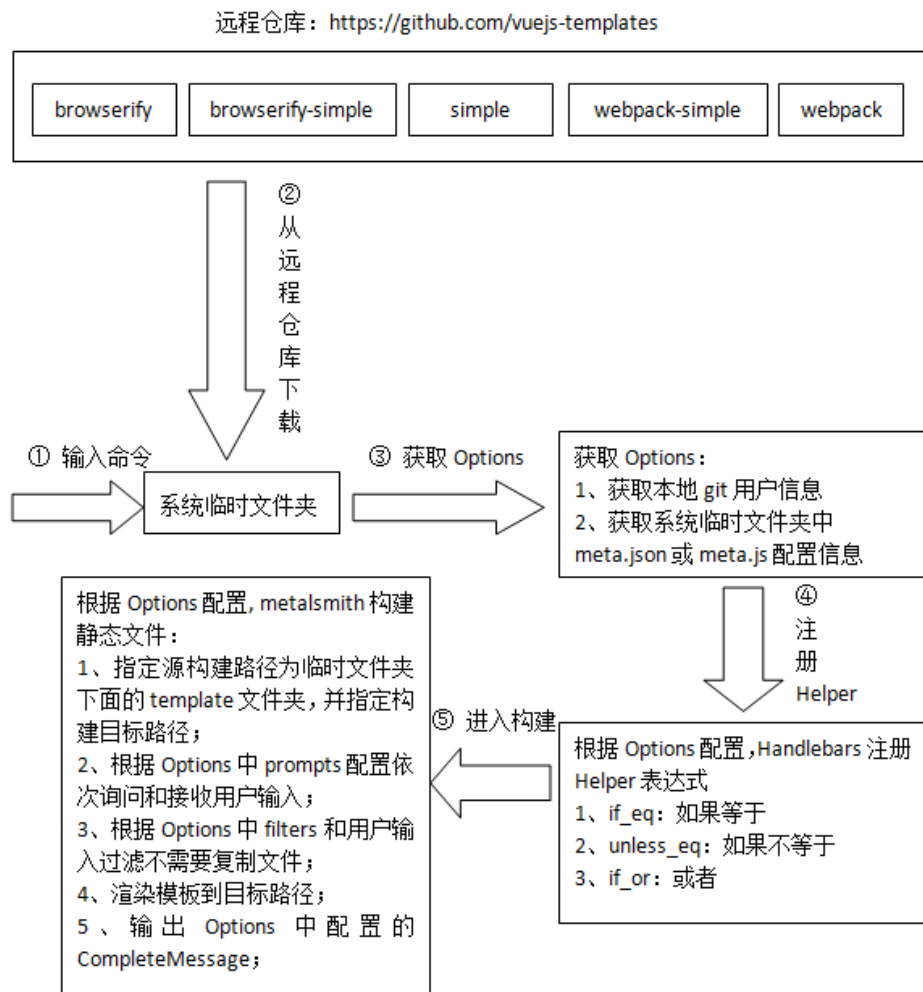 远程仓库：https://github.com/vuejs-templates
browserify
browserify-simple
simple
webpack-simple
webpack
②
从
远
程
仓
库
下
载
① 输入命令
系统临时文件夹
③ 获取 Options
获取 Options：
1、获取本地 git 用户信息
2、获取系统临时文件夹中
meta.json 或 meta.js 配置信息
④
注
册
Helper
根据 Options 配置，Handlebars 注册
Helper 表达式
1、if_eq：如果等于
2、unless_eq：如果不等于
3、if_or：或者
⑤ 进入构建
根据 Options 配置, metalsmith 构建
静态文件：
1、指定源构建路径为临时文件夹
下面的 template 文件夹，并指定构
建目标路径；
2、根据 Options 中 prompts 配置依
次询问和接收用户输入；
3、根据 Options 中 filters 和用户输
入过滤不需要复制文件；
4、渲染模板到目标路径；
5、输出 Options 中配置的
CompleteMessage；